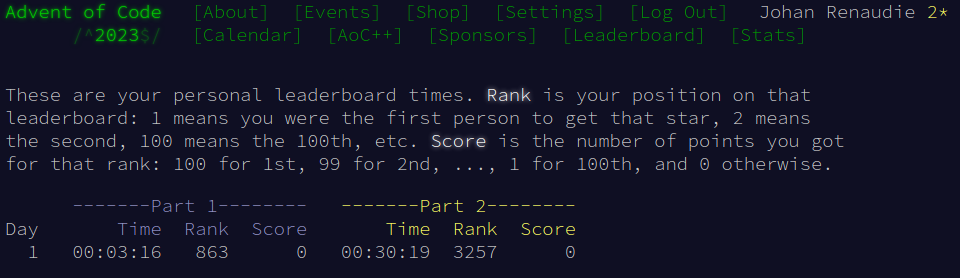 Advent of Code [About] [Events] [Shop] [Settings] [Log Out] Johan Renaudie 2*
/^2023$/ [Calendar] [AoC++] [Sponsors] [Leaderboard] [Stats]
These are your personal leaderboard times. Rank is your position on that
leaderboard: 1 means you were the first person to get that star, 2 means
the second, 100 means the 100th, etc. Score is the number of points you got
for that rank: 100 for 1st, 99 for 2nd, ..., 1 for 100th, and 0 otherwise.
-------Part 1-------- -------Part 2--------
Day Time Rank Score Time Rank Score
1 00:03:16 863 0 00:30:19 3257 0